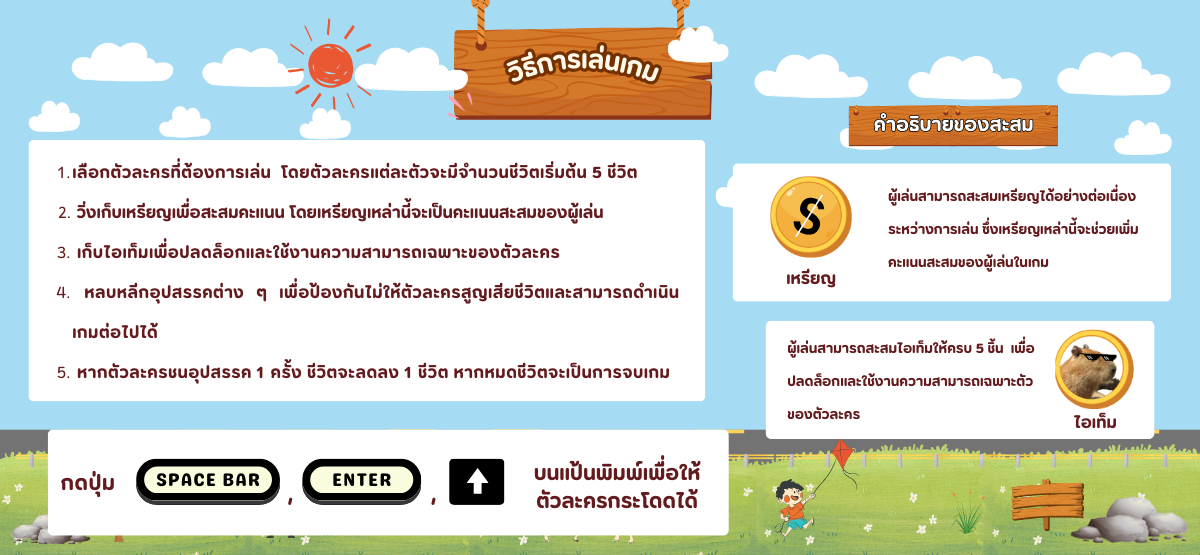 วิธีการเล่นเกม
1. เลือกตัวละครที่ต้องการเล่น โดยตัวละครแต่ละตัวจะมีจำนวนชีวิตเริ่มต้น 5 ชีวิต
2. วิ่งเก็บเหรียญเพื่อสะสมคะแนน โดยเหรียญเหล่านี้จะเป็นคะแนนสะสมของผู้เล่น
3. เก็บไอเท็มเพื่อปลดล็อกและใช้งานความสามารถเฉพาะของตัวละคร
4. หลบหลีกอุปสรรคต่าง ๆ เพื่อป้องกันไม่ให้ตัวละครสูญเสียชีวิตและสามารถดำเนิน
เกมต่อไปได้
5. หากตัวละครชนอุปสรรค 1 ครั้ง ชีวิตจะลดลง 1 ชีวิต หากหมดชีวิตจะเป็นการจบเกม
กดปุ่ม SPACE BAR , ENTER , บนแป้นพิมพ์เพื่อให้
ตัวละครกระโดดได้
คำอธิบายของสะสม
$
เหรียญ
ผู้เล่นสามารถสะสมเหรียญได้อย่างต่อเนื่อง
ระหว่างการเล่น ซึ่งเหรียญเหล่านี้จะช่วยเพิ่ม
คะแนนสะสมของผู้เล่นในเกม
ผู้เล่นสามารถสะสมไอเท็มให้ครบ 5 ชิ้น เพื่อ
ปลดล็อกและใช้งานความสามารถเฉพาะตัว
ของตัวละคร
ไอเท็ม